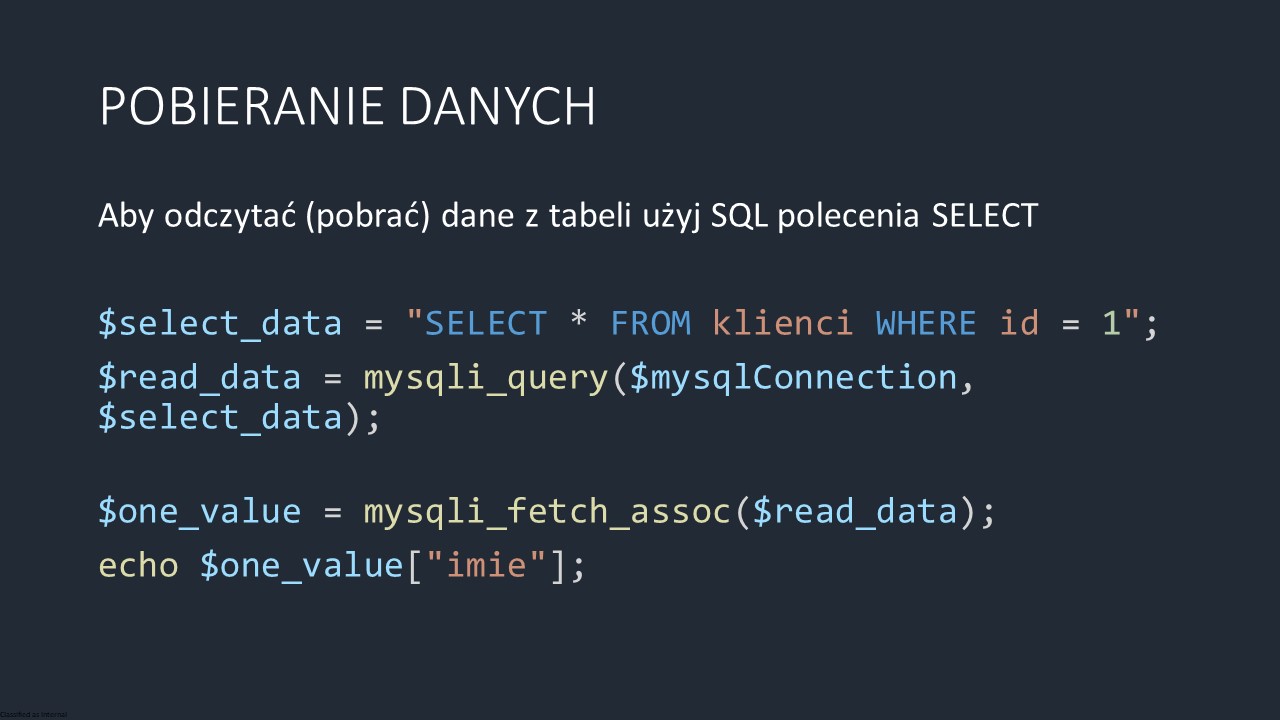 POBIERANIE DANYCH
Aby odczytać (pobrać) dane z tabeli użyj SQL polecenia SELECT
$select_data = "SELECT * FROM klienci WHERE id = 1";
$read_data = mysqli_query($mysqlConnection,
$select_data);
$one_value = mysqli_fetch_assoc($read_data);
echo $one_value["imie"];
Classified as Internal